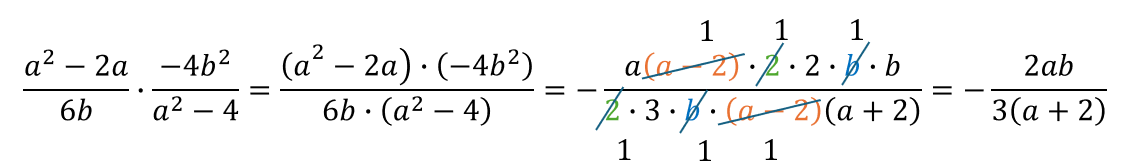 (a² − 2a)/(6b) · (−4b²)/(a² − 4) = ((a² − 2a) · (−4b²))/(6b · (a² − 4)) = − (a(a − 2) · 2 · 2 · b · b)/(2 · 3 · b · (a − 2)(a + 2)) = − (2ab)/(3(a + 2))
1 1 1
1 1 1